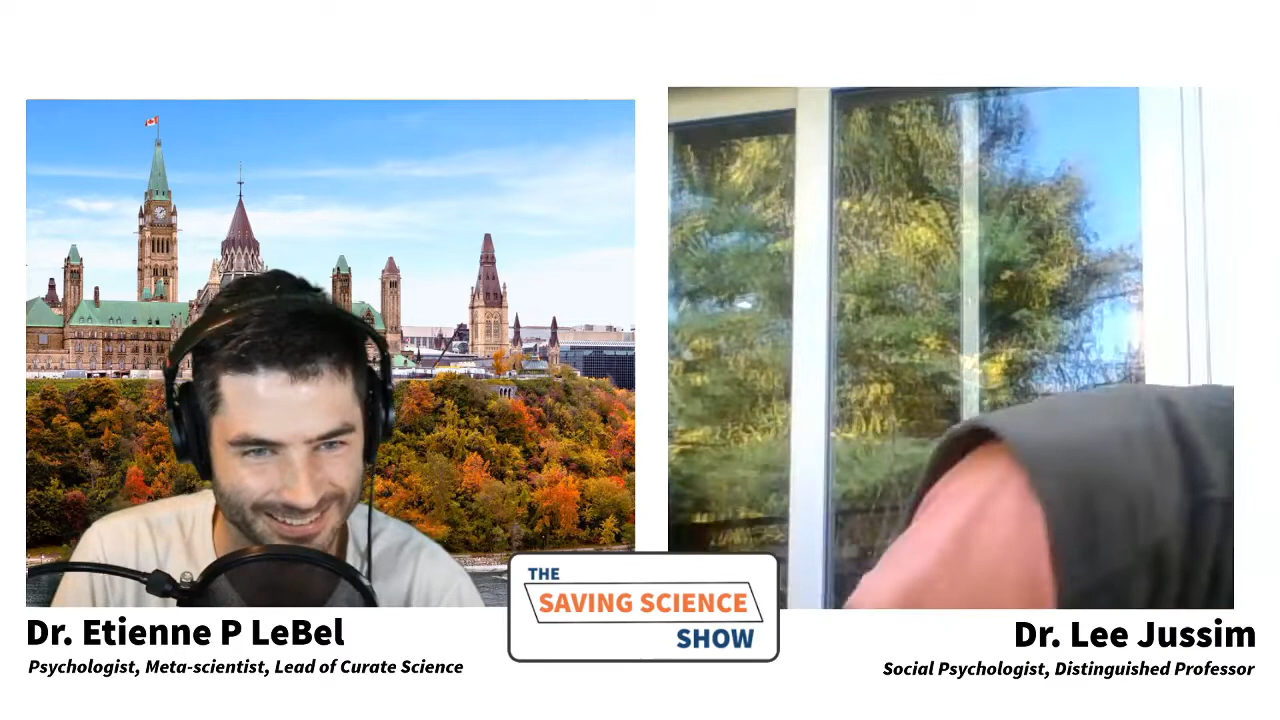 THE
SAVING SCIENCE
SHOW
Dr. Etienne P LeBel
Psychologist, Meta-scientist, Lead of Curate Science
Dr. Lee Jussim
Social Psychologist, Distinguished Professor